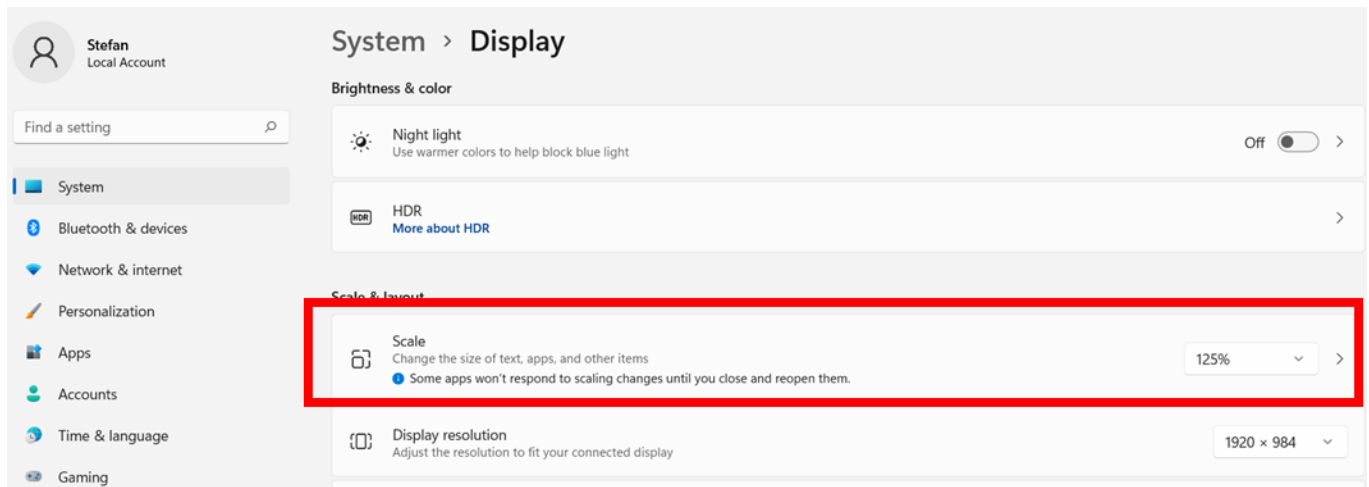 Stefan
Local Account
Find a setting
System
Bluetooth & devices
Network & internet
Personalization
Apps
Accounts
Time & language
Gaming
System > Display
Brightness & color
Night light
Use warmer colors to help block blue light
Off
HDR
HDR
More about HDR
Scale & layout
Scale
Change the size of text, apps, and other items
Some apps won't respond to scaling changes until you close and reopen them.
125%
Display resolution
Adjust the resolution to fit your connected display
1920 × 984